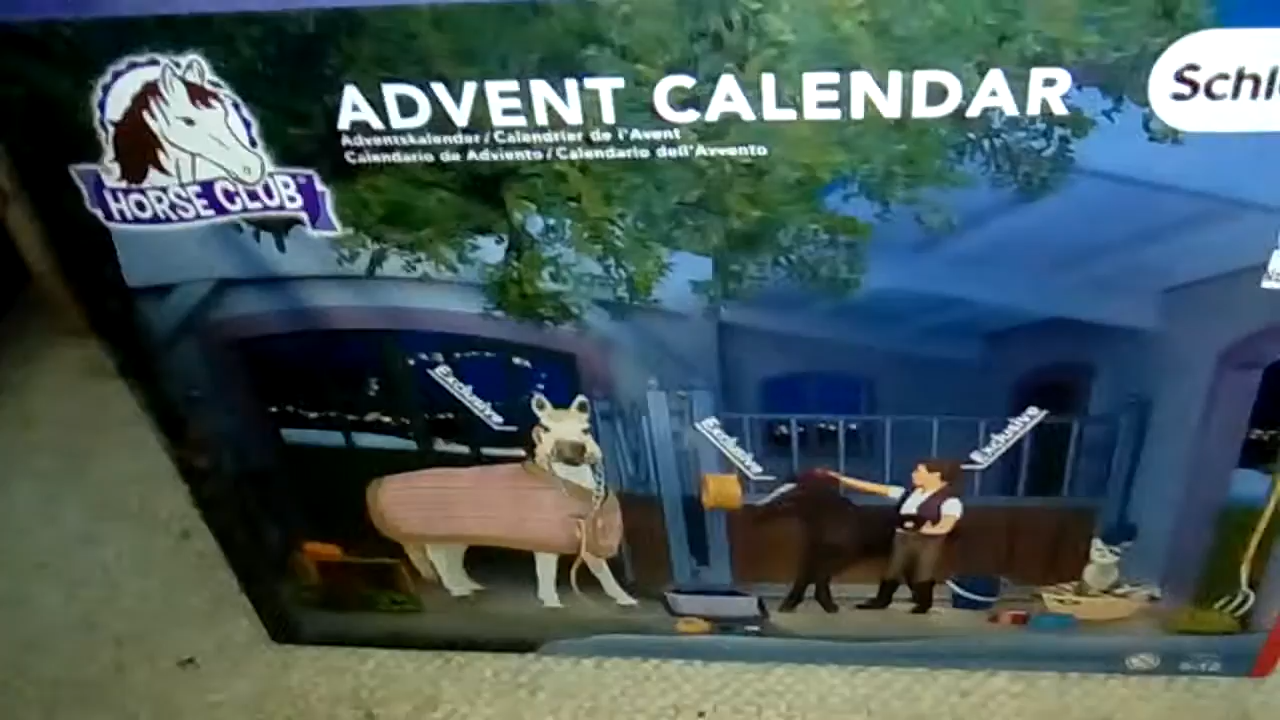 HORSE CLUB
ADVENT CALENDAR
Adventskalender / Calendrier de l'Avent
Calendario de Adviento / Calendario dell'Avvento
Schl
Exclusive
Exclusive
Exclusive